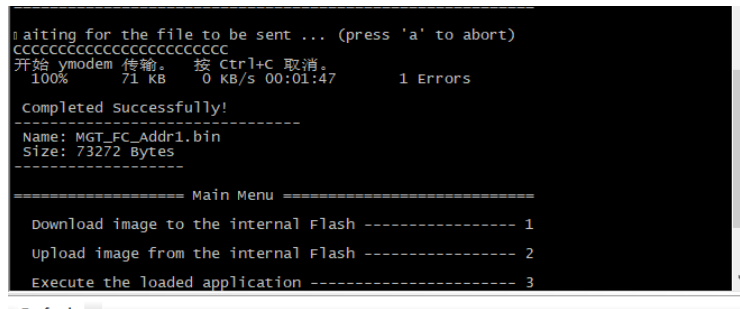 aiting for the file to be sent ... (press 'a' to abort)
CCCCCCCCCCCCCCCCCCCCCCCC
开始 ymodem 传输。 按 Ctrl+C 取消。
100% 71 KB 0 KB/s 00:01:47 1 Errors
Completed Successfully!
--------------------------------
Name: MGT_FC_Addr1.bin
Size: 73272 Bytes
-------------------
=================== Main Menu ============================
Download image to the internal Flash ----------------- 1
Upload image from the internal Flash ----------------- 2
Execute the loaded application ----------------------- 3